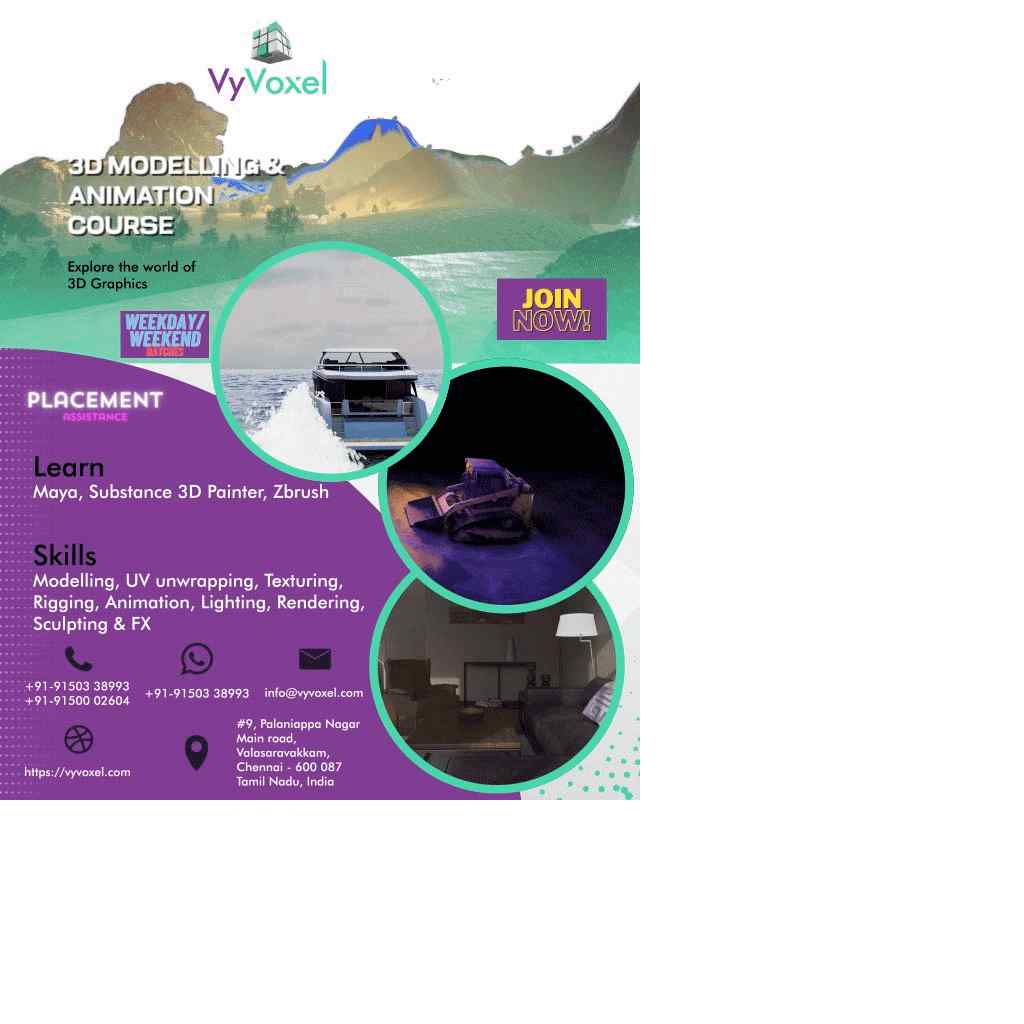 VyVoxel
3D MODELLING &
ANIMATION
COURSE
Explore the world of
3D Graphics
JOIN
NOW!
WEEKDAY/
WEEKEND
BATCHES
PLACEMENT
ASSISTANCE
Learn
Maya, Substance 3D Painter, Zbrush
Skills
Modelling, UV unwrapping, Texturing,
Rigging, Animation, Lighting, Rendering,
Sculpting & FX
+91-91503 38993
+91-91500 02604
+91-91503 38993
info@vyvoxel.com
https://vyvoxel.com
#9, Palaniappa Nagar
Main road,
Valasaravakkam,
Chennai - 600 087
Tamil Nadu, India